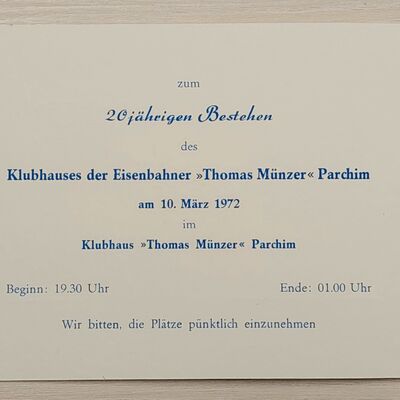 zum
20jährigen Bestehen
des
Klubhauses der Eisenbahner »Thomas Münzer« Parchim
am 10. März 1972
im
Klubhaus »Thomas Münzer« Parchim
Beginn: 19.30 Uhr Ende: 01.00 Uhr
Wir bitten, die Plätze pünktlich einzunehmen